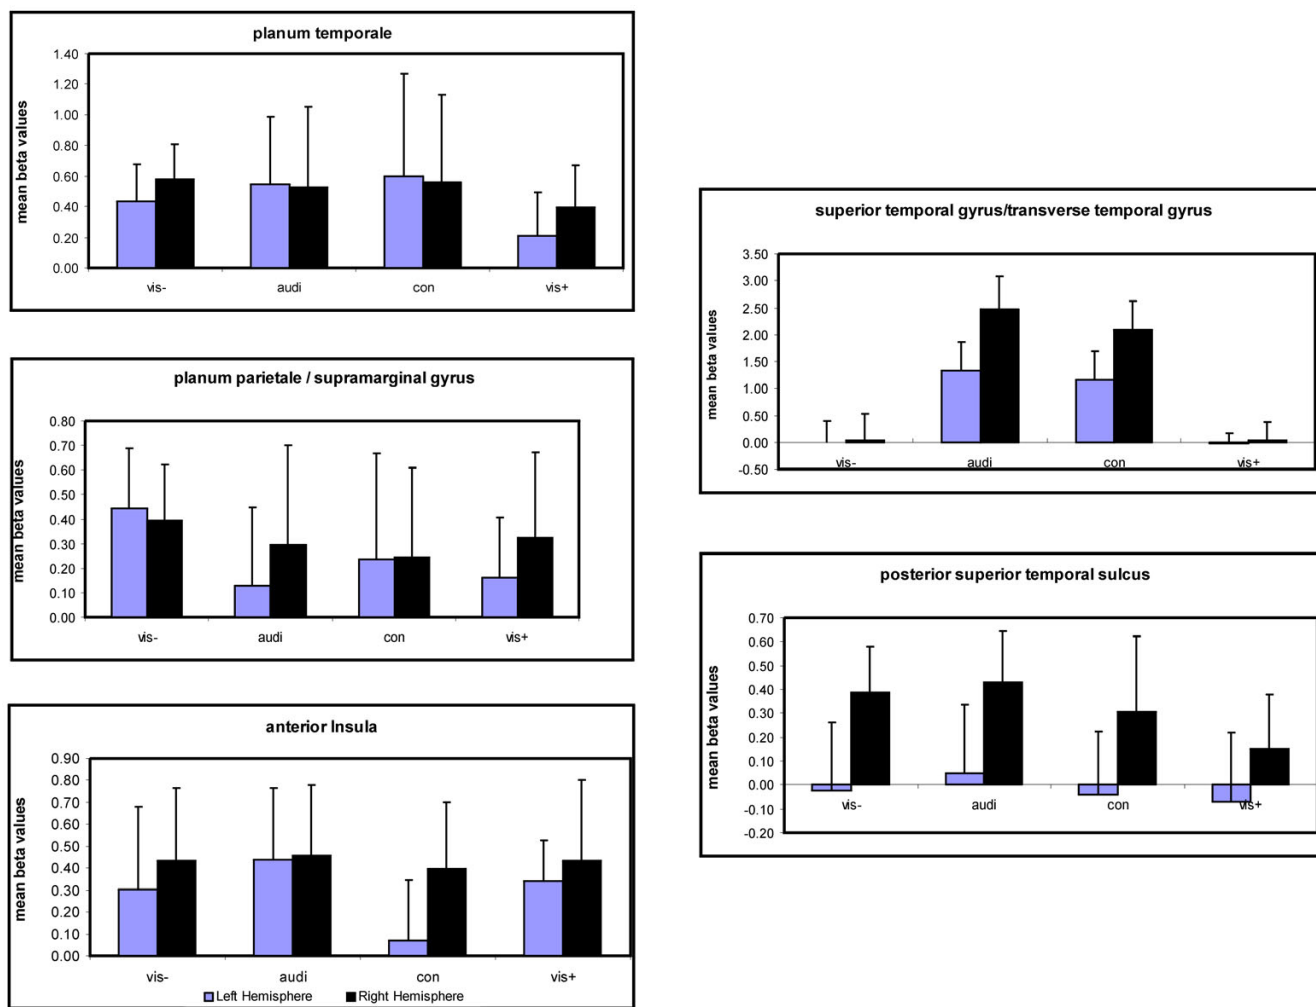 planum temporale
mean beta values
1.40
1.20
1.00
0.80
0.60
0.40
0.20
0.00
vis- audi con vis+
planum parietale / supramarginal gyrus
mean beta values
0.80
0.70
0.60
0.50
0.40
0.30
0.20
0.10
0.00
vis- audi con vis+
anterior Insula
mean beta values
0.90
0.80
0.70
0.60
0.50
0.40
0.30
0.20
0.10
0.00
vis- audi con vis+
Left Hemisphere Right Hemisphere
superior temporal gyrus/transverse temporal gyrus
mean beta values
3.50
3.00
2.50
2.00
1.50
1.00
0.50
0.00
-0.50
vis- audi con vis+
posterior superior temporal sulcus
mean beta values
0.70
0.60
0.50
0.40
0.30
0.20
0.10
0.00
-0.10
-0.20
vis- audi con vis+